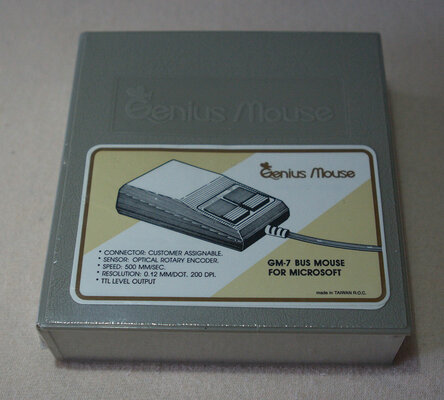 Genius Mouse
Genius Mouse
• CONNECTOR: CUSTOMER ASSIGNABLE.
• SENSOR: OPTICAL ROTARY ENCODER.
• SPEED: 500 MM/SEC.
• RESOLUTION: 0.12 MM/DOT. 200 DPI.
• TTL LEVEL OUTPUT
GM-7 BUS MOUSE
FOR MICROSOFT
made in TAIWAN R.O.C.